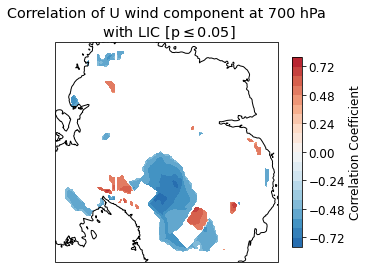 Correlation of U wind component at 700 hPa
with LIC [p ≤ 0.05]
0.72
0.48
0.24
0.00
−0.24
−0.48
−0.72
Correlation Coefficient